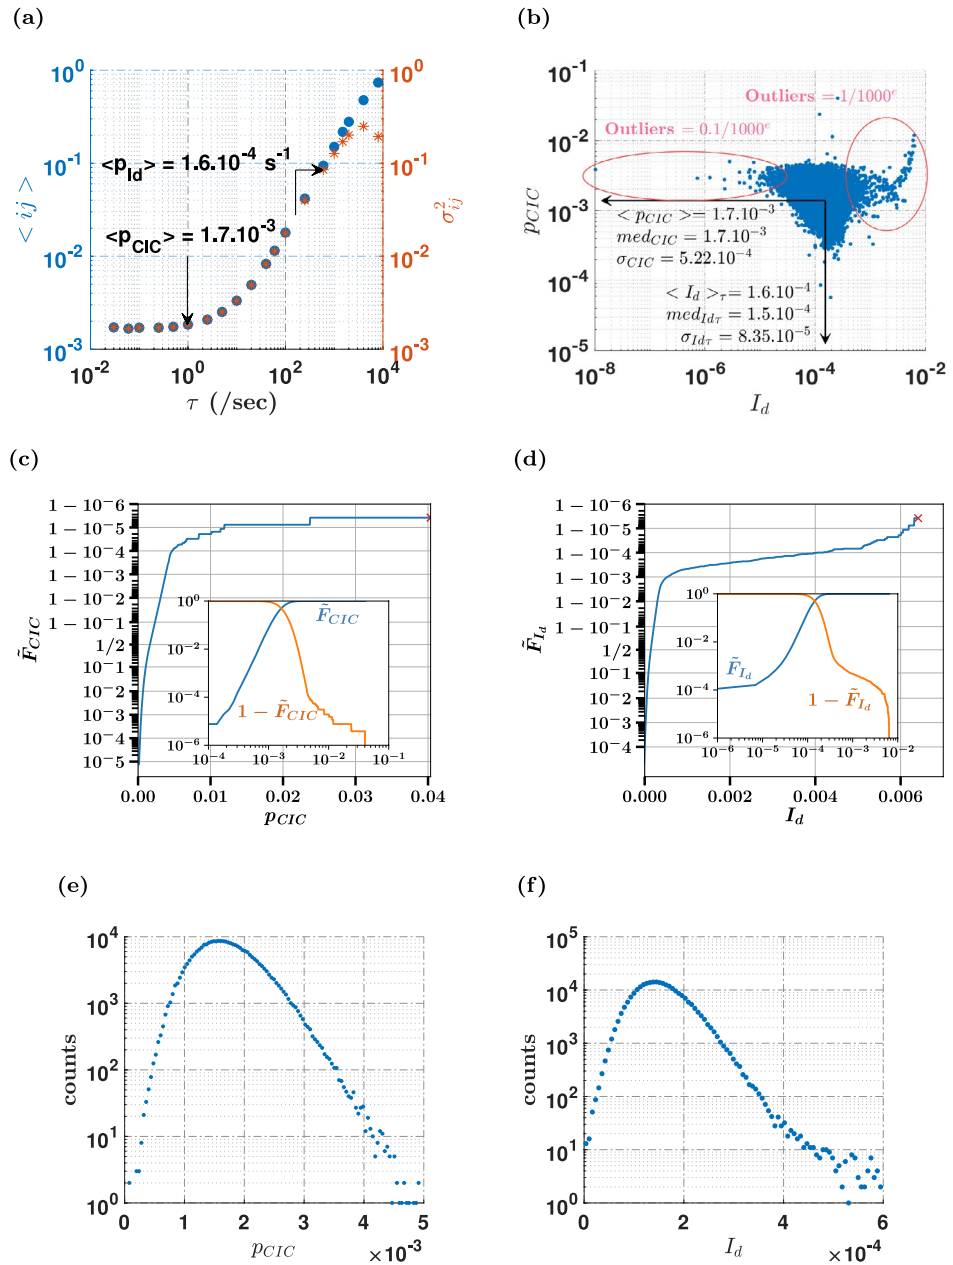 (a)
10^0
10^-1
10^-2
10^-3
< ij >
<p_Id> = 1.6.10^-4 s^-1
<p_CIC> = 1.7.10^-3
10^0
10^-1
10^-2
10^-3
σ²_ij
10^-2 10^0 10^2 10^4
τ (/sec)
(b)
10^-1
10^-2
10^-3
10^-4
10^-5
p_CIC
Outliers = 1/1000^e
Outliers = 0.1/1000^e
< p_CIC >= 1.7.10^-3
med_CIC = 1.7.10^-3
σ_CIC = 5.22.10^-4
< I_d >_τ= 1.6.10^-4
med_Idτ = 1.5.10^-4
σ_Idτ = 8.35.10^-5
10^-8 10^-6 10^-4 10^-2
I_d
(c)
1 − 10^-6
1 − 10^-5
1 − 10^-4
1 − 10^-3
1 − 10^-2
1 − 10^-1
1/2
10^-1
10^-2
10^-3
10^-4
10^-5
F̃_CIC
10^0
10^-2
10^-4
10^-6
F̃_CIC
1 − F̃_CIC
10^-4 10^-3 10^-2 10^-1
0.00 0.01 0.02 0.03 0.04
p_CIC
(d)
1 − 10^-6
1 − 10^-5
1 − 10^-4
1 − 10^-3
1 − 10^-2
1 − 10^-1
1/2
10^-1
10^-2
10^-3
10^-4
F̃_I_d
10^0
10^-2
10^-4
10^-6
F̃_I_d
1 − F̃_I_d
10^-6 10^-5 10^-4 10^-3 10^-2
0.000 0.002 0.004 0.006
I_d
(e)
10^4
10^3
10^2
10^1
10^0
counts
0 1 2 3 4 5
p_CIC
×10^-3
(f)
10^5
10^4
10^3
10^2
10^1
10^0
counts
0 2 4 6
I_d
×10^-4